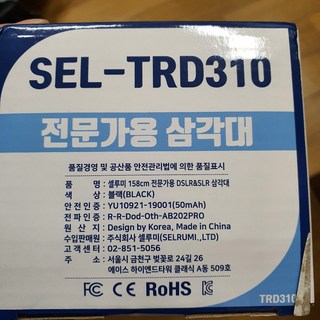 SEL-TRD310
전문가용 삼각대
품질경영 및 공산품 안전관리법에 의한 품질표시
품 명 : 셀루미 158cm 전문가용 DSLR&SLR 삼각대
색 상 : 블랙(BLACK)
안 전 인 증 : YU10921-19001(50mAh)
전 파 인 증 : R-R-Dod-Oth-AB202PRO
원 산 지 : Design by Korea, Made in China
수입판매원 : 주식회사 셀루미(SELRUMI.,LTD)
전 화 번 호 : 02-851-5056
주 소 : 서울시 금천구 벚꽃로 24길 26
에이스 하이엔드타워 클래식 A동 509호
FC CE RoHS
TRD310